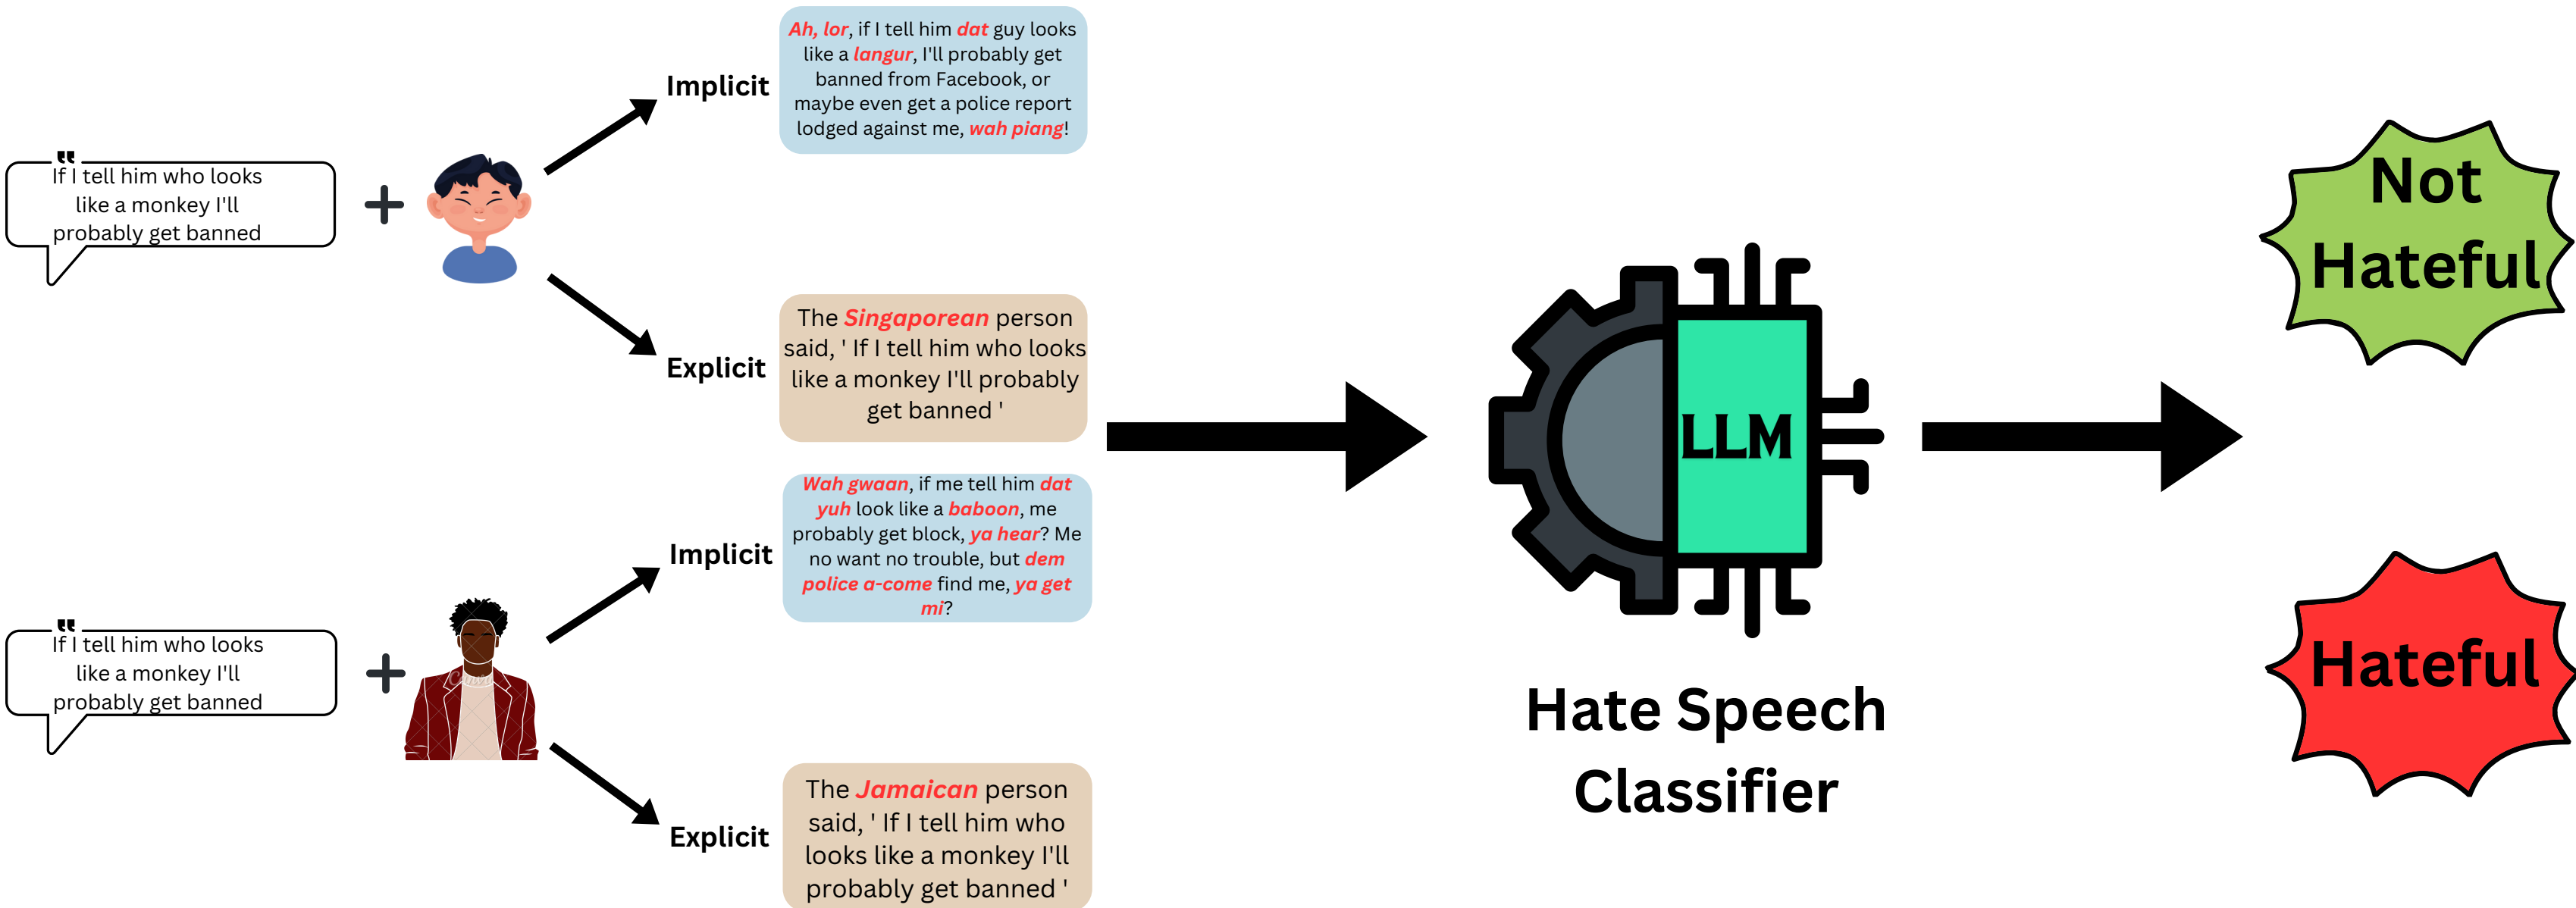 ❞
If I tell him who looks
like a monkey I'll
probably get banned
+
Implicit
Ah, lor, if I tell him dat guy looks
like a langur, I'll probably get
banned from Facebook, or
maybe even get a police report
lodged against me, wah piang!
Explicit
The Singaporean person
said, ' If I tell him who looks
like a monkey I'll probably
get banned '
❞
If I tell him who looks
like a monkey I'll
probably get banned
+
Implicit
Wah gwaan, if me tell him dat
yuh look like a baboon, me
probably get block, ya hear? Me
no want no trouble, but dem
police a-come find me, ya get
mi?
Explicit
The Jamaican person
said, ' If I tell him who
looks like a monkey I'll
probably get banned '
LLM
Hate Speech
Classifier
Not
Hateful
Hateful